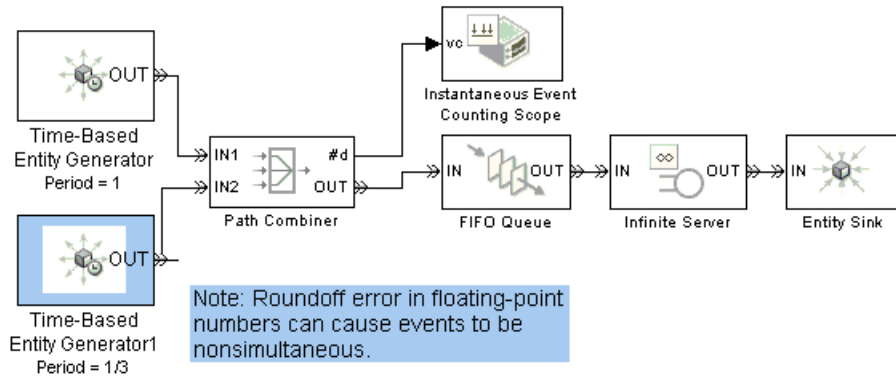 OUT
Time-Based
Entity Generator
Period = 1
OUT
Time-Based
Entity Generator1
Period = 1/3
IN1
#d
IN2
OUT
Path Combiner
vc
Instantaneous Event
Counting Scope
IN
OUT
FIFO Queue
IN
∞
OUT
Infinite Server
IN
Entity Sink
Note: Roundoff error in floating-point
numbers can cause events to be
nonsimultaneous.